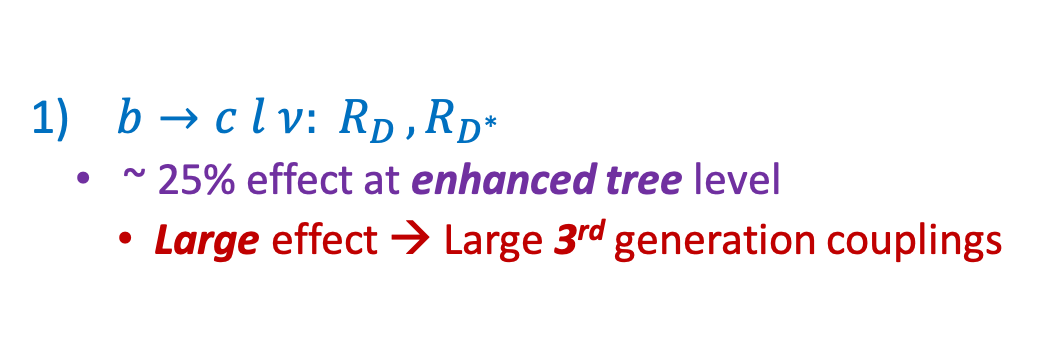 1) b → c l ν: R_D , R_D*
• ~ 25% effect at enhanced tree level
• Large effect → Large 3rd generation couplings